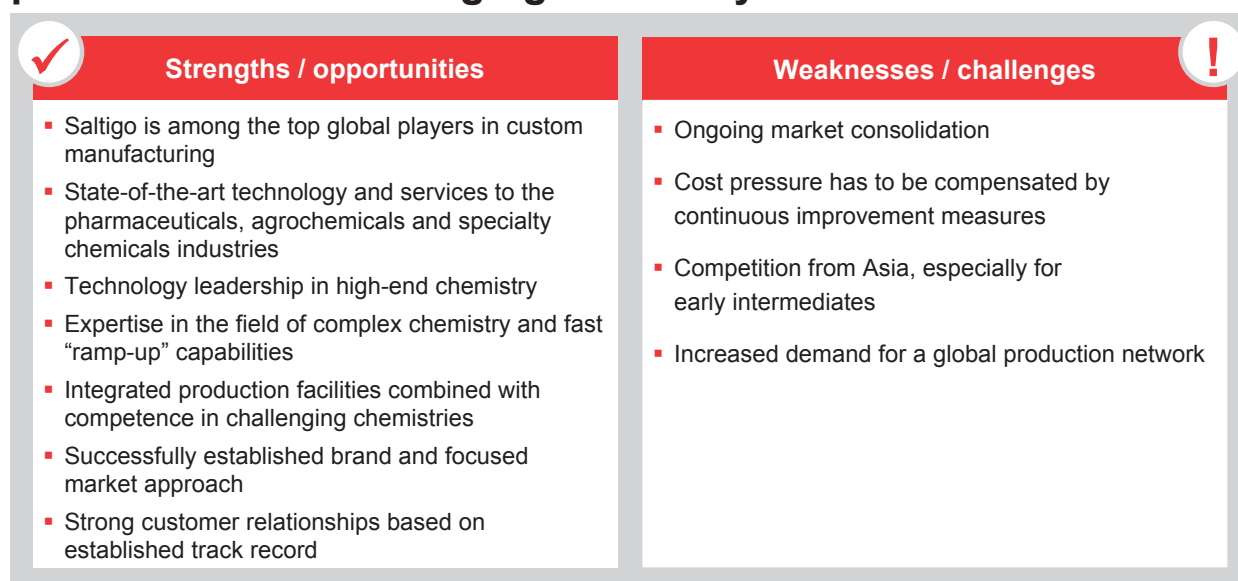 Strengths / opportunities
▪ Saltigo is among the top global players in custom
manufacturing
▪ State-of-the-art technology and services to the
pharmaceuticals, agrochemicals and specialty
chemicals industries
▪ Technology leadership in high-end chemistry
▪ Expertise in the field of complex chemistry and fast
“ramp-up” capabilities
▪ Integrated production facilities combined with
competence in challenging chemistries
▪ Successfully established brand and focused
market approach
▪ Strong customer relationships based on
established track record
Weaknesses / challenges
!
▪ Ongoing market consolidation
▪ Cost pressure has to be compensated by
continuous improvement measures
▪ Competition from Asia, especially for
early intermediates
▪ Increased demand for a global production network